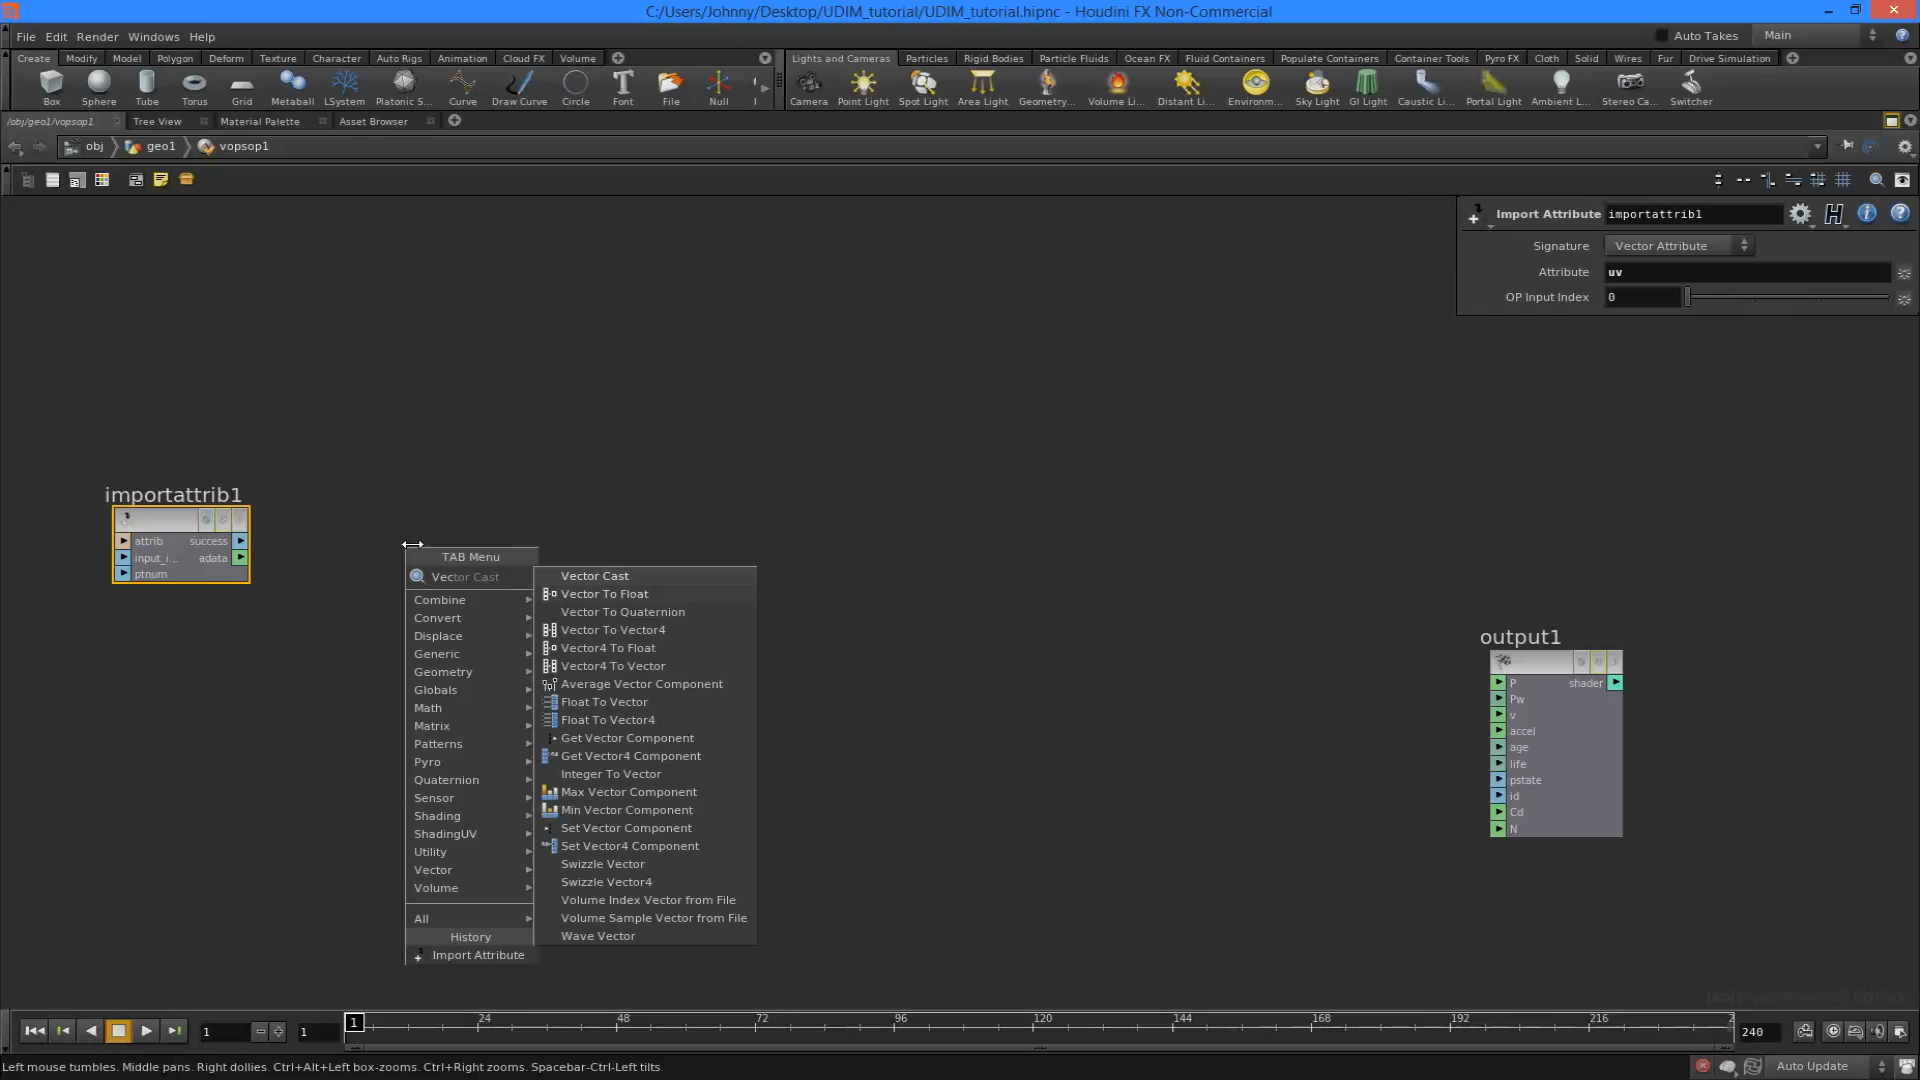 C:/Users/Johnny/Desktop/UDIM_tutorial/UDIM_tutorial.hipnc - Houdini FX Non-Commercial
File Edit Render Windows Help
Auto Takes Main
Create Modify Model Polygon Deform Texture Character Auto Rigs Animation Cloud FX Volume
Lights and Cameras Particles Rigid Bodies Particle Fluids Ocean FX Fluid Containers Populate Containers Container Tools Pyro FX Cloth Solid Wires Fur Drive Simulation
Box Sphere Tube Torus Grid Metaball LSystem Platonic S... Curve Draw Curve Circle Font File Null
Camera Point Light Spot Light Area Light Geometry... Volume Li... Distant Li... Environm... Sky Light GI Light Caustic Li... Portal Light Ambient L... Stereo Ca... Switcher
/obj/geo1/vopsop1 Tree View Material Palette Asset Browser
obj geo1 vopsop1
Import Attribute importattrib1
Signature Vector Attribute
Attribute uv
OP Input Index 0
importattrib1
attrib success
input_i... adata
ptnum
TAB Menu
Vector Cast
Combine
Convert
Displace
Generic
Geometry
Globals
Math
Matrix
Patterns
Pyro
Quaternion
Sensor
Shading
ShadingUV
Utility
Vector
Volume
All
History
Import Attribute
Vector Cast
Vector To Float
Vector To Quaternion
Vector To Vector4
Vector4 To Float
Vector4 To Vector
Average Vector Component
Float To Vector
Float To Vector4
Get Vector Component
Get Vector4 Component
Integer To Vector
Max Vector Component
Min Vector Component
Set Vector Component
Set Vector4 Component
Swizzle Vector
Swizzle Vector4
Volume Index Vector from File
Volume Sample Vector from File
Wave Vector
output1
P shader
Pw
v
accel
age
life
pstate
id
Cd
N
1 1 1 24 48 72 96 120 144 168 192 216 2 240
Left mouse tumbles. Middle pans. Right dollies. Ctrl+Alt+Left box-zooms. Ctrl+Right zooms. Spacebar-Ctrl-Left tilts.
Auto Update